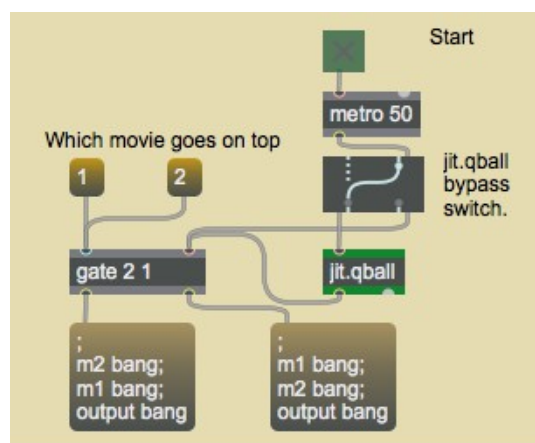 Start
metro 50
Which movie goes on top
jit.qball
bypass
switch.
1
2
gate 2 1
jit.qball
;
m2 bang;
m1 bang;
output bang
;
m1 bang;
m2 bang;
output bang